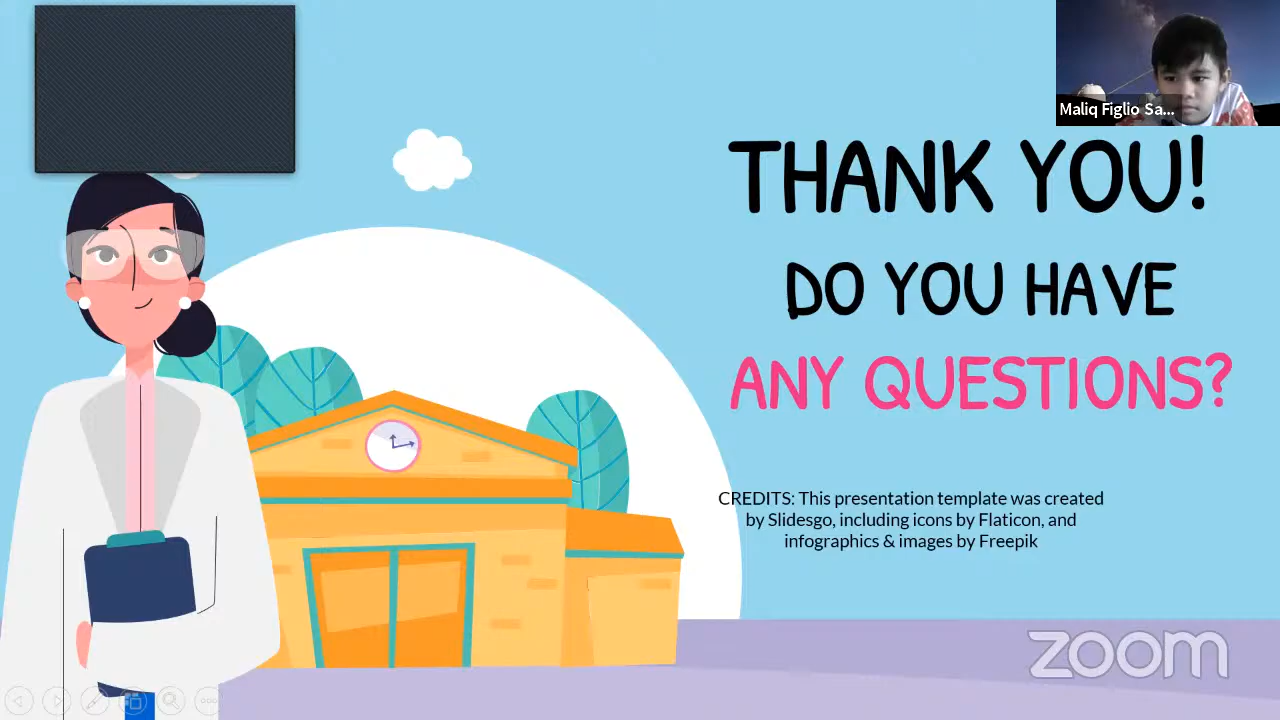 Maliq Figlio Sa...
THANK YOU!
DO YOU HAVE
ANY QUESTIONS?
CREDITS: This presentation template was created
by Slidesgo, including icons by Flaticon, and
infographics & images by Freepik
zoom